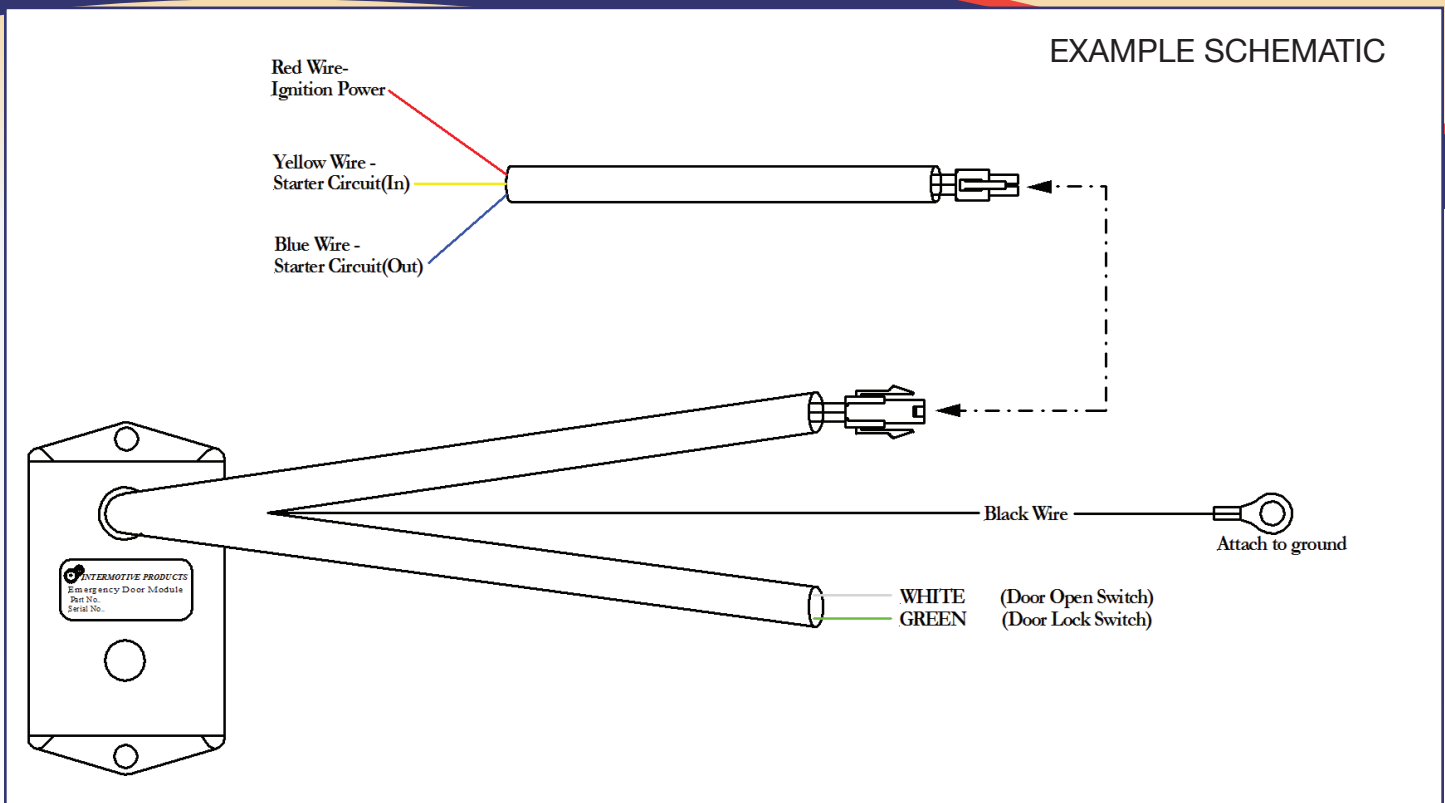 EXAMPLE SCHEMATIC
Red Wire-
Ignition Power
Yellow Wire -
Starter Circuit(In)
Blue Wire -
Starter Circuit(Out)
Black Wire
Attach to ground
INTERMOTIVE PRODUCTS
Emergency Door Module
Part No..
Serial No..
WHITE (Door Open Switch)
GREEN (Door Lock Switch)